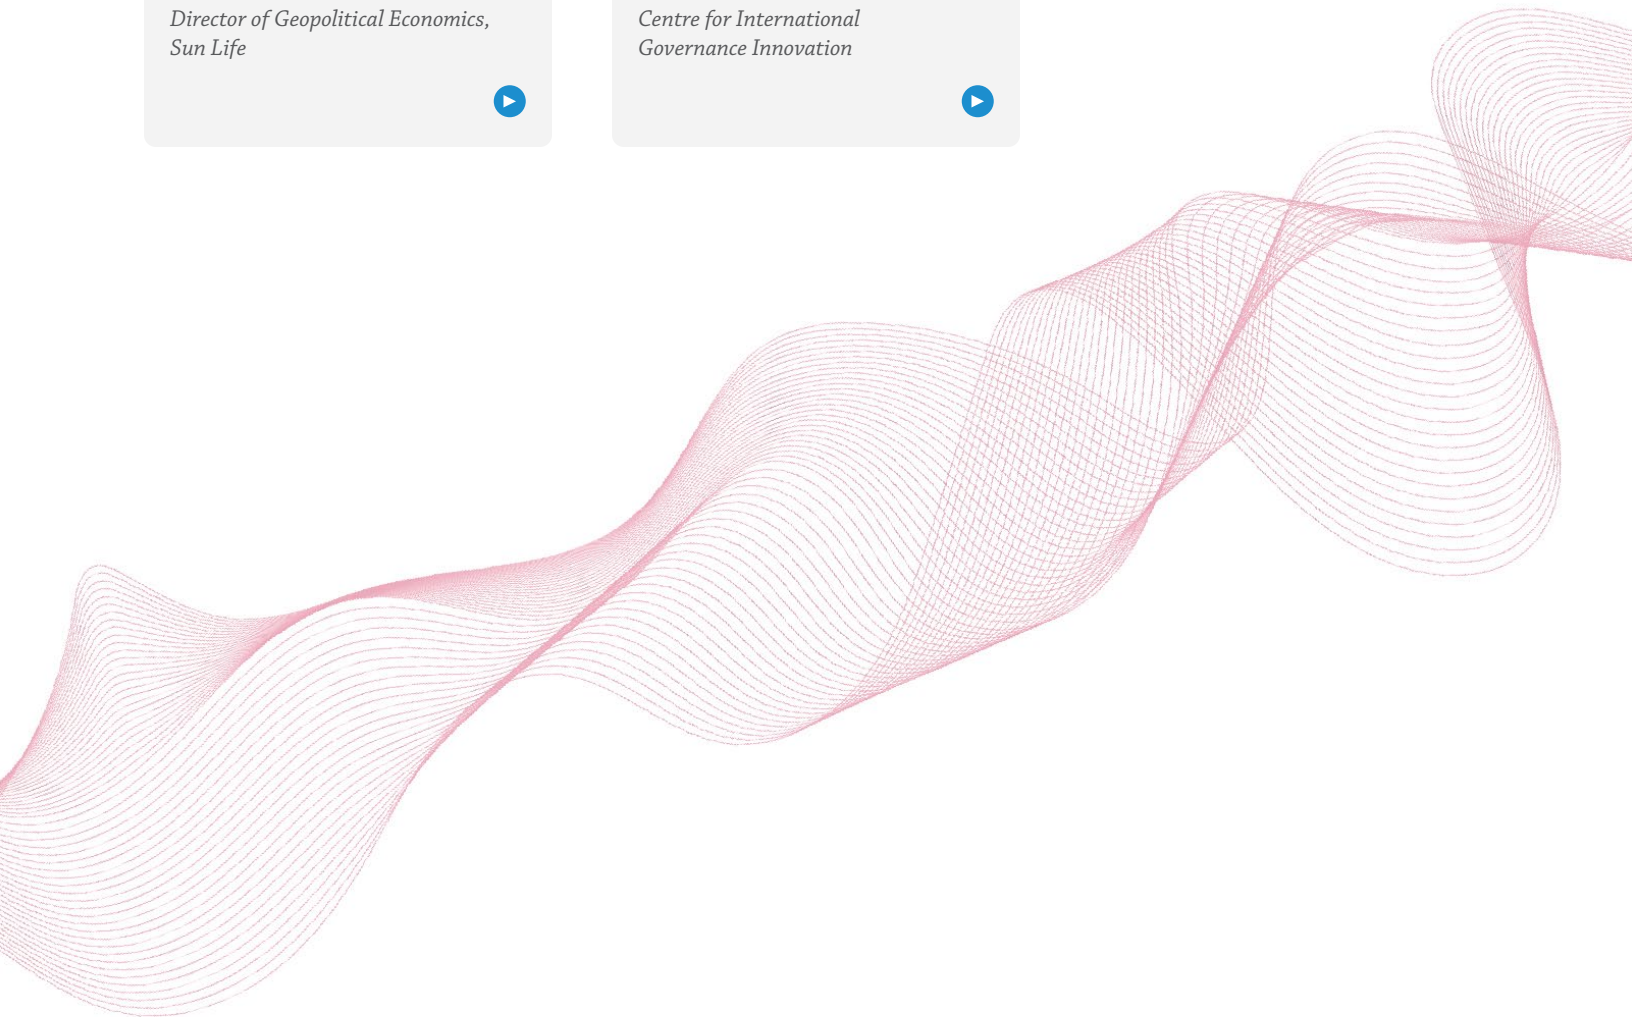 Director of Geopolitical Economics,
Sun Life
Centre for International
Governance Innovation